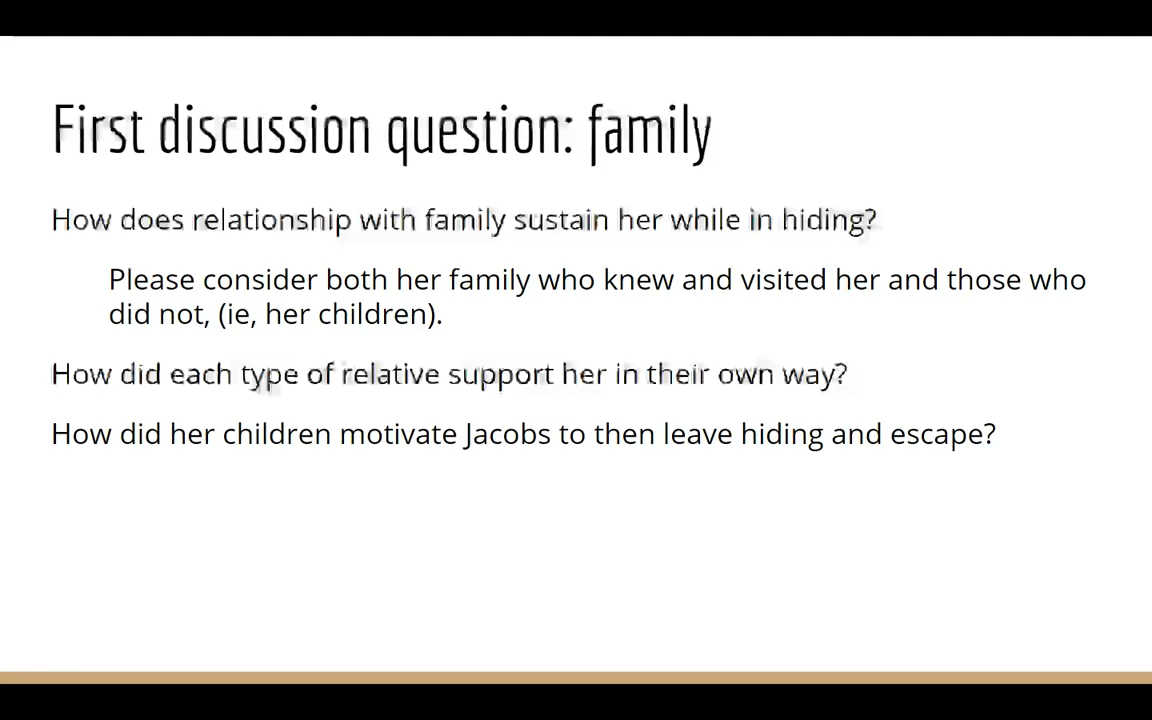 First discussion question: family
How does relationship with family sustain her while in hiding?
Please consider both her family who knew and visited her and those who
did not, (ie, her children).
How did each type of relative support her in their own way?
How did her children motivate Jacobs to then leave hiding and escape?